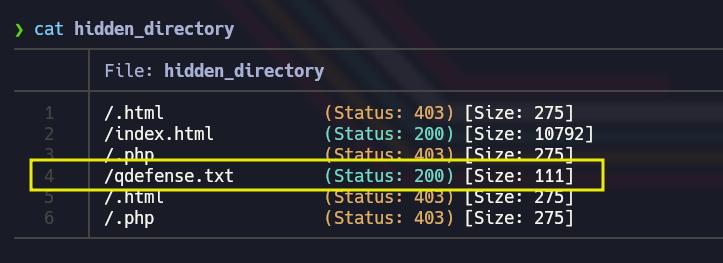 ❯ cat hidden_directory
File: hidden_directory
1 /.html (Status: 403) [Size: 275]
2 /index.html (Status: 200) [Size: 10792]
3 /.php (Status: 403) [Size: 275]
4 /qdefense.txt (Status: 200) [Size: 111]
5 /.html (Status: 403) [Size: 275]
6 /.php (Status: 403) [Size: 275]